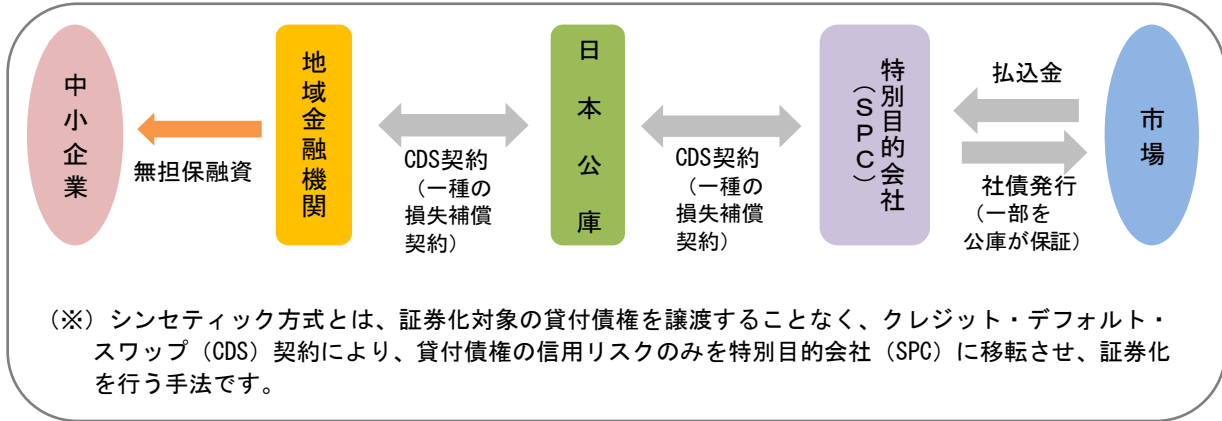 中小企業
無担保融資
地域金融機関
CDS契約
（一種の
損失補償
契約）
日本公庫
CDS契約
（一種の
損失補償
契約）
特別目的会社
（ＳＰＣ）
払込金
社債発行
（一部を
公庫が保証）
市場
（※）シンセティック方式とは、証券化対象の貸付債権を譲渡することなく、クレジット・デフォルト・
スワップ（CDS）契約により、貸付債権の信用リスクのみを特別目的会社（SPC）に移転させ、証券化
を行う手法です。